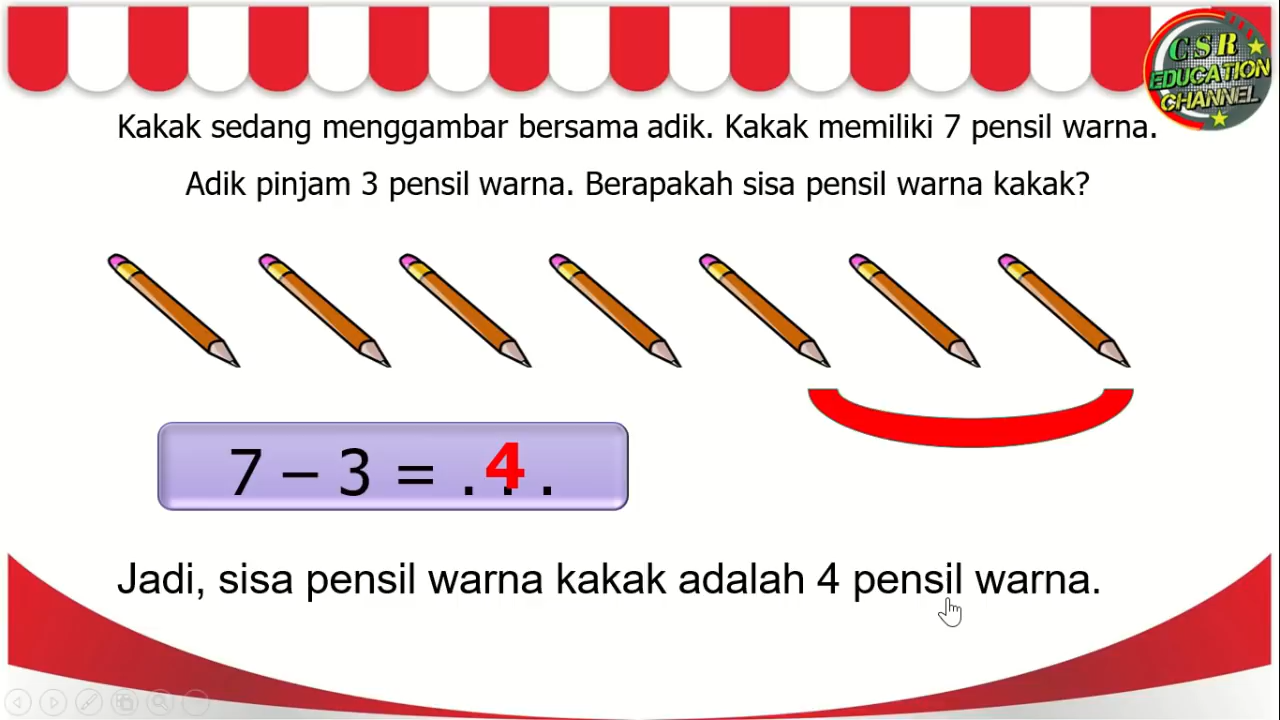 CSR
EDUCATION
CHANNEL
Kakak sedang menggambar bersama adik. Kakak memiliki 7 pensil warna.
Adik pinjam 3 pensil warna. Berapakah sisa pensil warna kakak?
7 – 3 = . . . 4
Jadi, sisa pensil warna kakak adalah 4 pensil warna.